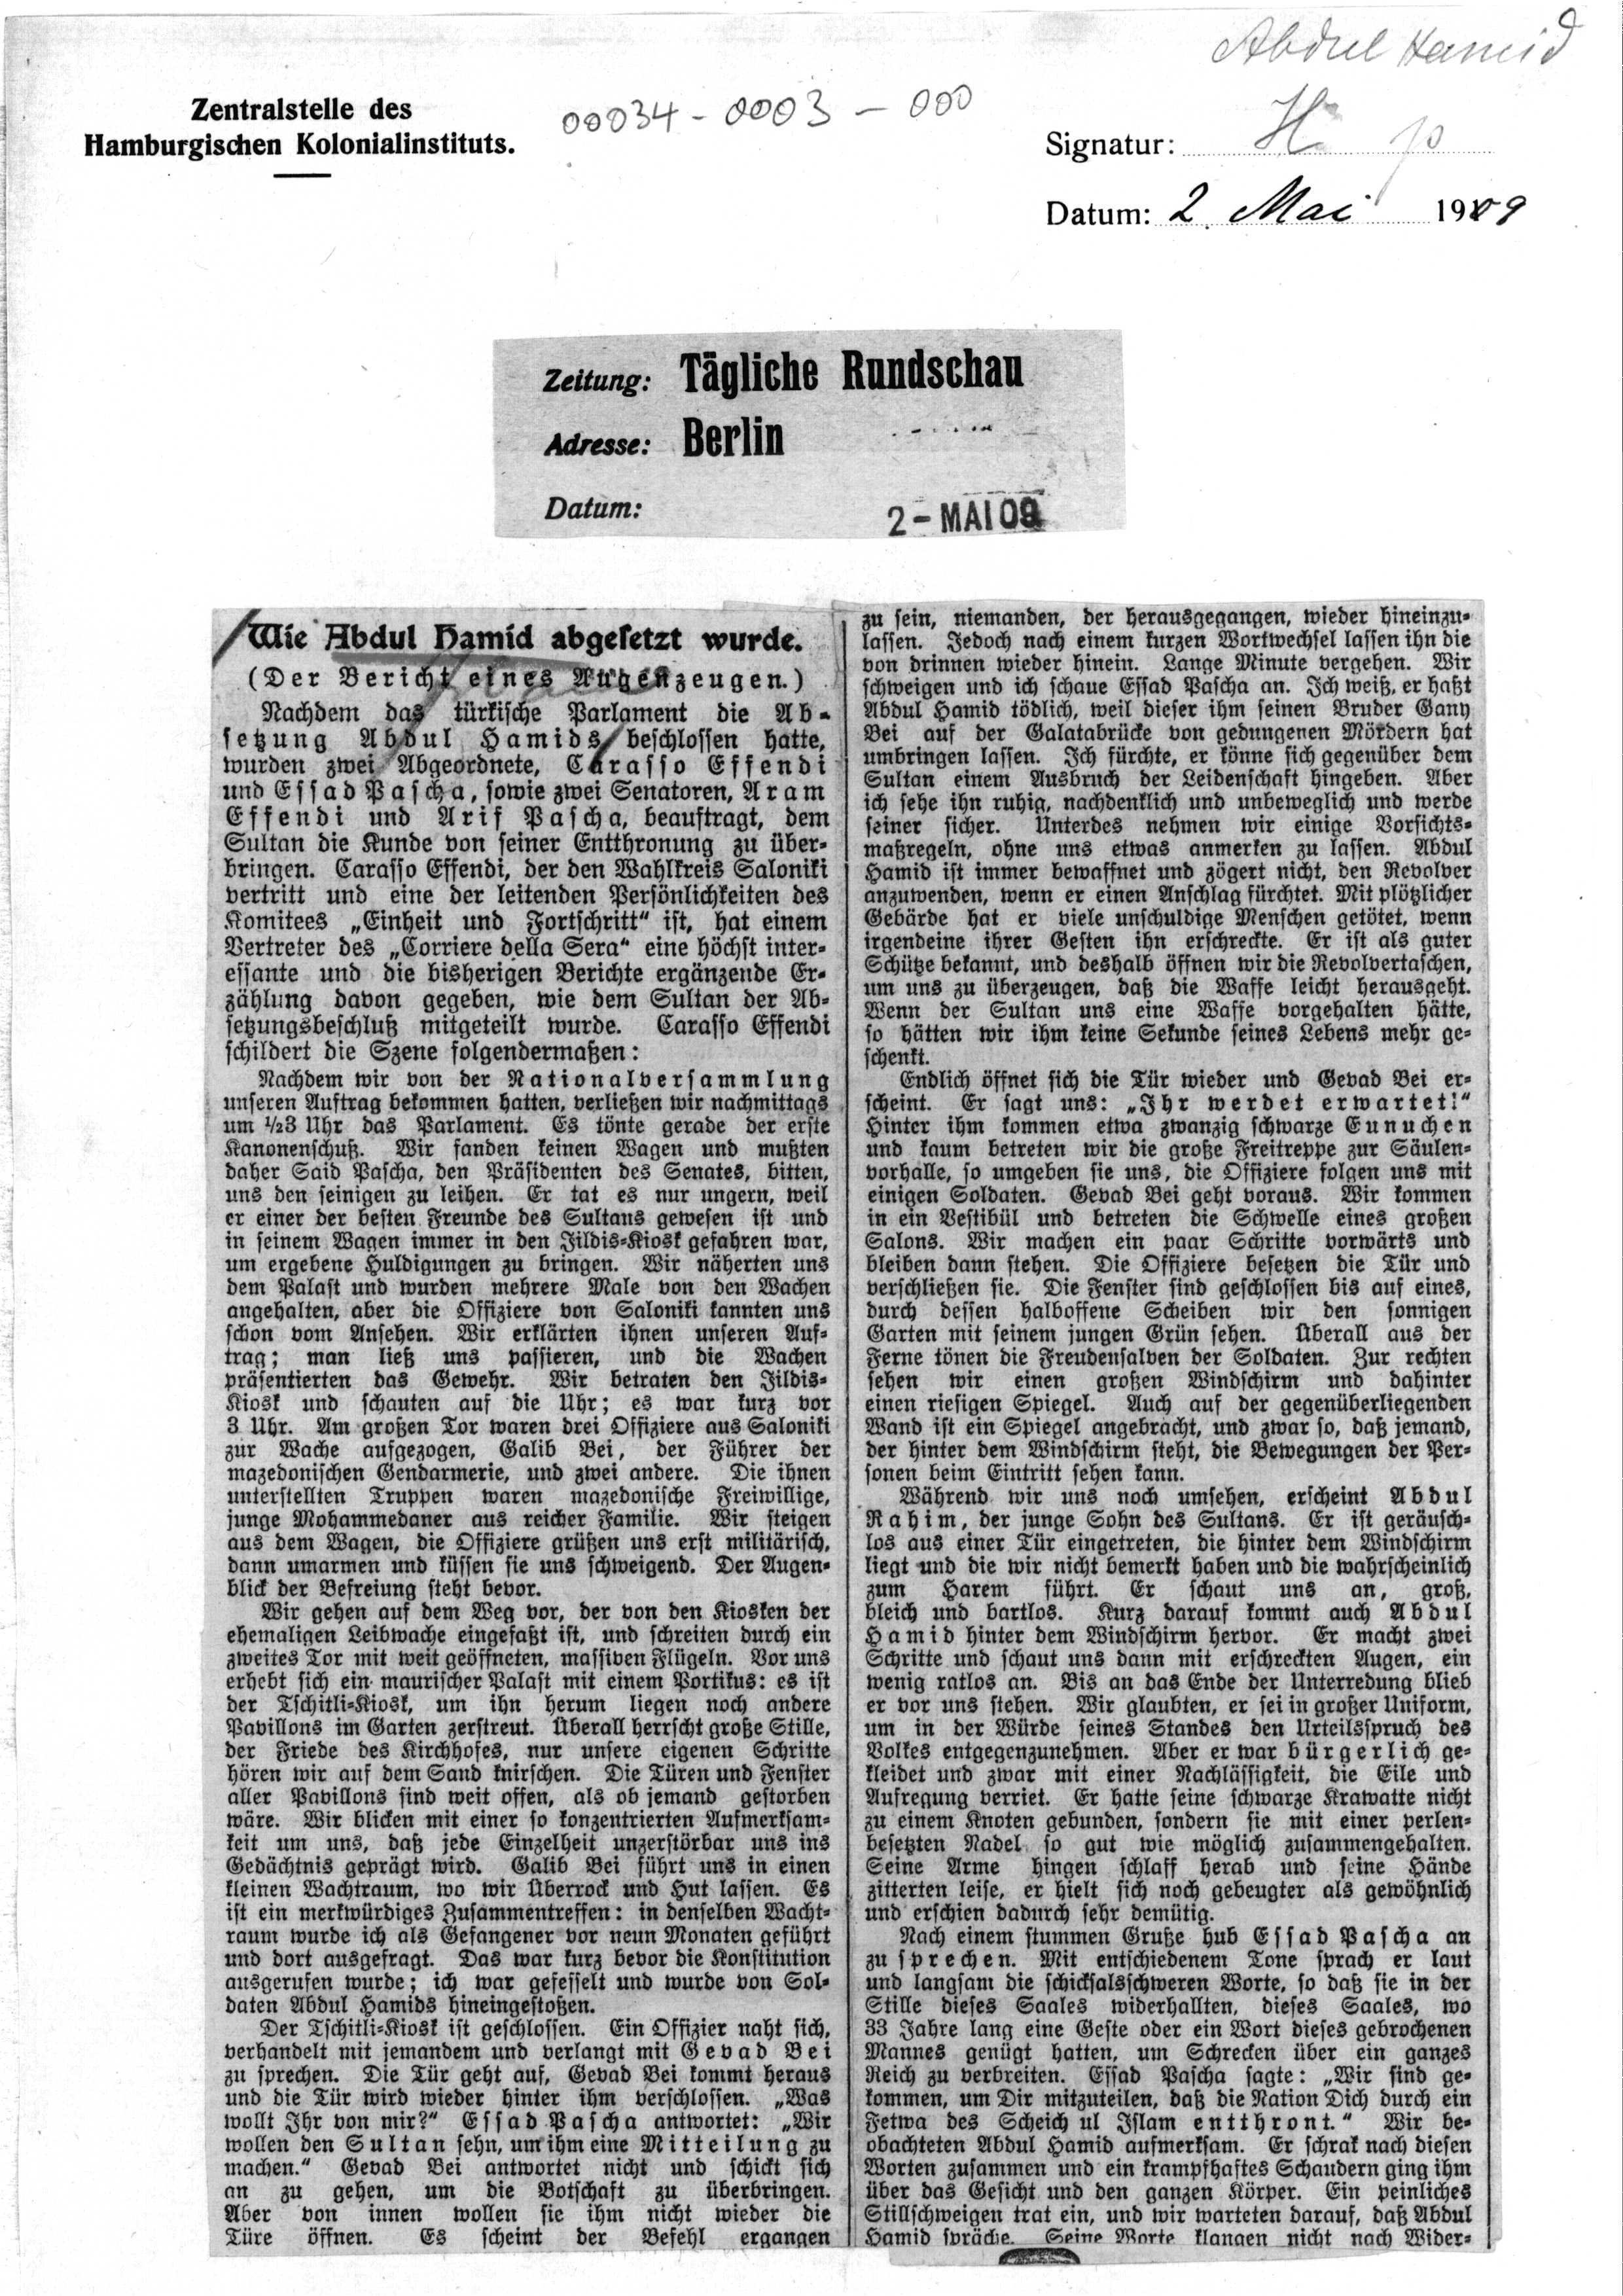 Abdul Hamid
Zentralstelle des
Hamburgischen Kolonialinstituts.
00034 - 0003 - 000
Signatur: H p
Datum: 2. Mai 1909
Zeitung: Tägliche Rundschau
Adresse: Berlin
Datum:
2 - MAI 09
Wie Abdul Hamid abgesetzt wurde.
(Der Bericht eines Augenzeugen.)
Nachdem das türkische Parlament die Ab-
setzung Abdul Hamids beschlossen hatte,
wurden zwei Abgeordnete, Carasso Effendi
und Essad Pascha, sowie zwei Senatoren, Aram
Effendi und Arif Pascha, beauftragt, dem
Sultan die Kunde von seiner Entthronung zu über-
bringen. Carasso Effendi, der den Wahlkreis Saloniki
vertritt und eine der leitenden Persönlichkeiten des
Komitees „Einheit und Fortschritt“ ist, hat einem
Vertreter des „Corriere della Sera“ eine höchst inter-
essante und die bisherigen Berichte ergänzende Er-
zählung davon gegeben, wie dem Sultan der Ab-
setzungsbeschluß mitgeteilt wurde. Carasso Effendi
schildert die Szene folgendermaßen:
Nachdem wir von der Nationalversammlung
unseren Auftrag bekommen hatten, verließen wir nachmittags
um ½3 Uhr das Parlament. Es tönte gerade der erste
Kanonenschuß. Wir fanden keinen Wagen und mußten
daher Said Pascha, den Präsidenten des Senates, bitten,
uns den seinigen zu leihen. Er tat es nur ungern, weil
er einer der besten Freunde des Sultans gewesen ist und
in seinem Wagen immer in den Jildis-Kiosk gefahren war,
um ergebene Huldigungen zu bringen. Wir näherten uns
dem Palast und wurden mehrere Male von den Wachen
angehalten, aber die Offiziere von Saloniki kannten uns
schon vom Ansehen. Wir erklärten ihnen unseren Auf-
trag; man ließ uns passieren, und die Wachen
präsentierten das Gewehr. Wir betraten den Jildis-
Kiosk und schauten auf die Uhr; es war kurz vor
3 Uhr. Am großen Tor waren drei Offiziere aus Saloniki
zur Wache aufgezogen, Galib Bei, der Führer der
mazedonischen Gendarmerie, und zwei andere. Die ihnen
unterstellten Truppen waren mazedonische Freiwillige,
junge Mohammedaner aus reicher Familie. Wir steigen
aus dem Wagen, die Offiziere grüßen uns erst militärisch,
dann umarmen und küssen sie uns schweigend. Der Augen-
blick der Befreiung steht bevor.
Wir gehen auf dem Weg vor, der von den Kiosken der
ehemaligen Leibwache eingefaßt ist, und schreiten durch ein
zweites Tor mit weit geöffneten, massiven Flügeln. Vor uns
erhebt sich ein maurischer Palast mit einem Portikus: es ist
der Tschitli-Kiosk, um ihn herum liegen noch andere
Pavillons im Garten zerstreut. Überall herrscht große Stille,
der Friede des Kirchhofes, nur unsere eigenen Schritte
hören wir auf dem Sand knirschen. Die Türen und Fenster
aller Pavillons sind weit offen, als ob jemand gestorben
wäre. Wir blicken mit einer so konzentrierten Aufmerksam-
keit um uns, daß jede Einzelheit unzerstörbar uns ins
Gedächtnis geprägt wird. Galib Bei führt uns in einen
kleinen Wachtraum, wo wir Überrock und Hut lassen. Es
ist ein merkwürdiges Zusammentreffen: in denselben Wacht-
raum wurde ich als Gefangener vor neun Monaten geführt
und dort ausgefragt. Das war kurz bevor die Konstitution
ausgerufen wurde; ich war gefesselt und wurde von Sol-
daten Abdul Hamids hineingestoßen.
Der Tschitli-Kiosk ist geschlossen. Ein Offizier naht sich,
verhandelt mit jemandem und verlangt mit Gevad Bei
zu sprechen. Die Tür geht auf, Gevad Bei kommt heraus
und die Tür wird wieder hinter ihm verschlossen. „Was
wollt Ihr von mir?“ Essad Pascha antwortet: „Wir
wollen den Sultan sehn, um ihm eine Mitteilung zu
machen.“ Gevad Bei antwortet nicht und schickt sich
an zu gehen, um die Botschaft zu überbringen.
Aber von innen wollen sie ihm nicht wieder die
Türe öffnen. Es scheint der Befehl ergangen
zu sein, niemanden, der herausgegangen, wieder hineinzu-
lassen. Jedoch nach einem kurzen Wortwechsel lassen ihn die
von drinnen wieder hinein. Lange Minute vergehen. Wir
schweigen und ich schaue Essad Pascha an. Ich weiß, er haßt
Abdul Hamid tödlich, weil dieser ihm seinen Bruder Gany
Bei auf der Galatabrücke von gedungenen Mördern hat
umbringen lassen. Ich fürchte, er könne sich gegenüber dem
Sultan einem Ausbruch der Leidenschaft hingeben. Aber
ich sehe ihn ruhig, nachdenklich und unbeweglich und werde
seiner sicher. Unterdes nehmen wir einige Vorsichts-
maßregeln, ohne uns etwas anmerken zu lassen. Abdul
Hamid ist immer bewaffnet und zögert nicht, den Revolver
anzuwenden, wenn er einen Anschlag fürchtet. Mit plötzlicher
Gebärde hat er viele unschuldige Menschen getötet, wenn
irgendeine ihrer Gesten ihn erschreckte. Er ist als guter
Schütze bekannt, und deshalb öffnen wir die Revolvertaschen,
um uns zu überzeugen, daß die Waffe leicht herausgeht.
Wenn der Sultan uns eine Waffe vorgehalten hätte,
so hätten wir ihm keine Sekunde seines Lebens mehr ge-
schenkt.
Endlich öffnet sich die Tür wieder und Gevad Bei er-
scheint. Er sagt uns: „Ihr werdet erwartet!“
Hinter ihm kommen etwa zwanzig schwarze Eunuchen
und kaum betreten wir die große Freitreppe zur Säulen-
vorhalle, so umgeben sie uns, die Offiziere folgen uns mit
einigen Soldaten. Gevad Bei geht voraus. Wir kommen
in ein Vestibül und betreten die Schwelle eines großen
Salons. Wir machen ein paar Schritte vorwärts und
bleiben dann stehen. Die Offiziere besetzen die Tür und
verschließen sie. Die Fenster sind geschlossen bis auf eines,
durch dessen halboffene Scheiben wir den sonnigen
Garten mit seinem jungen Grün sehen. Überall aus der
Ferne tönen die Freudensalven der Soldaten. Zur rechten
sehen wir einen großen Windschirm und dahinter
einen riesigen Spiegel. Auch auf der gegenüberliegenden
Wand ist ein Spiegel angebracht, und zwar so, daß jemand,
der hinter dem Windschirm steht, die Bewegungen der Per-
sonen beim Eintritt sehen kann.
Während wir uns noch umsehen, erscheint Abdul
Rahim, der junge Sohn des Sultans. Er ist geräusch-
los aus einer Tür eingetreten, die hinter dem Windschirm
liegt und die wir nicht bemerkt haben und die wahrscheinlich
zum Harem führt. Er schaut uns an, groß,
bleich und bartlos. Kurz darauf kommt auch Abdul
Hamid hinter dem Windschirm hervor. Er macht zwei
Schritte und schaut uns dann mit erschreckten Augen, ein
wenig ratlos an. Bis an das Ende der Unterredung blieb
er vor uns stehen. Wir glaubten, er sei in großer Uniform,
um in der Würde seines Standes den Urteilsspruch des
Volkes entgegenzunehmen. Aber er war bürgerlich ge-
kleidet und zwar mit einer Nachlässigkeit, die Eile und
Aufregung verriet. Er hatte seine schwarze Krawatte nicht
zu einem Knoten gebunden, sondern sie mit einer perlen-
besetzten Nadel so gut wie möglich zusammengehalten.
Seine Arme hingen schlaff herab und seine Hände
zitterten leise, er hielt sich noch gebeugter als gewöhnlich
und erschien dadurch sehr demütig.
Nach einem stummen Gruße hub Essad Pascha an
zu sprechen. Mit entschiedenem Tone sprach er laut
und langsam die schicksalsschweren Worte, so daß sie in der
Stille dieses Saales widerhallten, dieses Saales, wo
33 Jahre lang eine Geste oder ein Wort dieses gebrochenen
Mannes genügt hatten, um Schrecken über ein ganzes
Reich zu verbreiten. Essad Pascha sagte: „Wir sind ge-
kommen, um Dir mitzuteilen, daß die Nation Dich durch ein
Fetwa des Scheich ul Islam entthront.“ Wir be-
obachteten Abdul Hamid aufmerksam. Er schrak nach diesen
Worten zusammen und ein krampfhaftes Schaudern ging ihm
über das Gesicht und den ganzen Körper. Ein peinliches
Stillschweigen trat ein, und wir warteten darauf, daß Abdul
Hamid spräche. Seine Worte klangen nicht nach Wider-